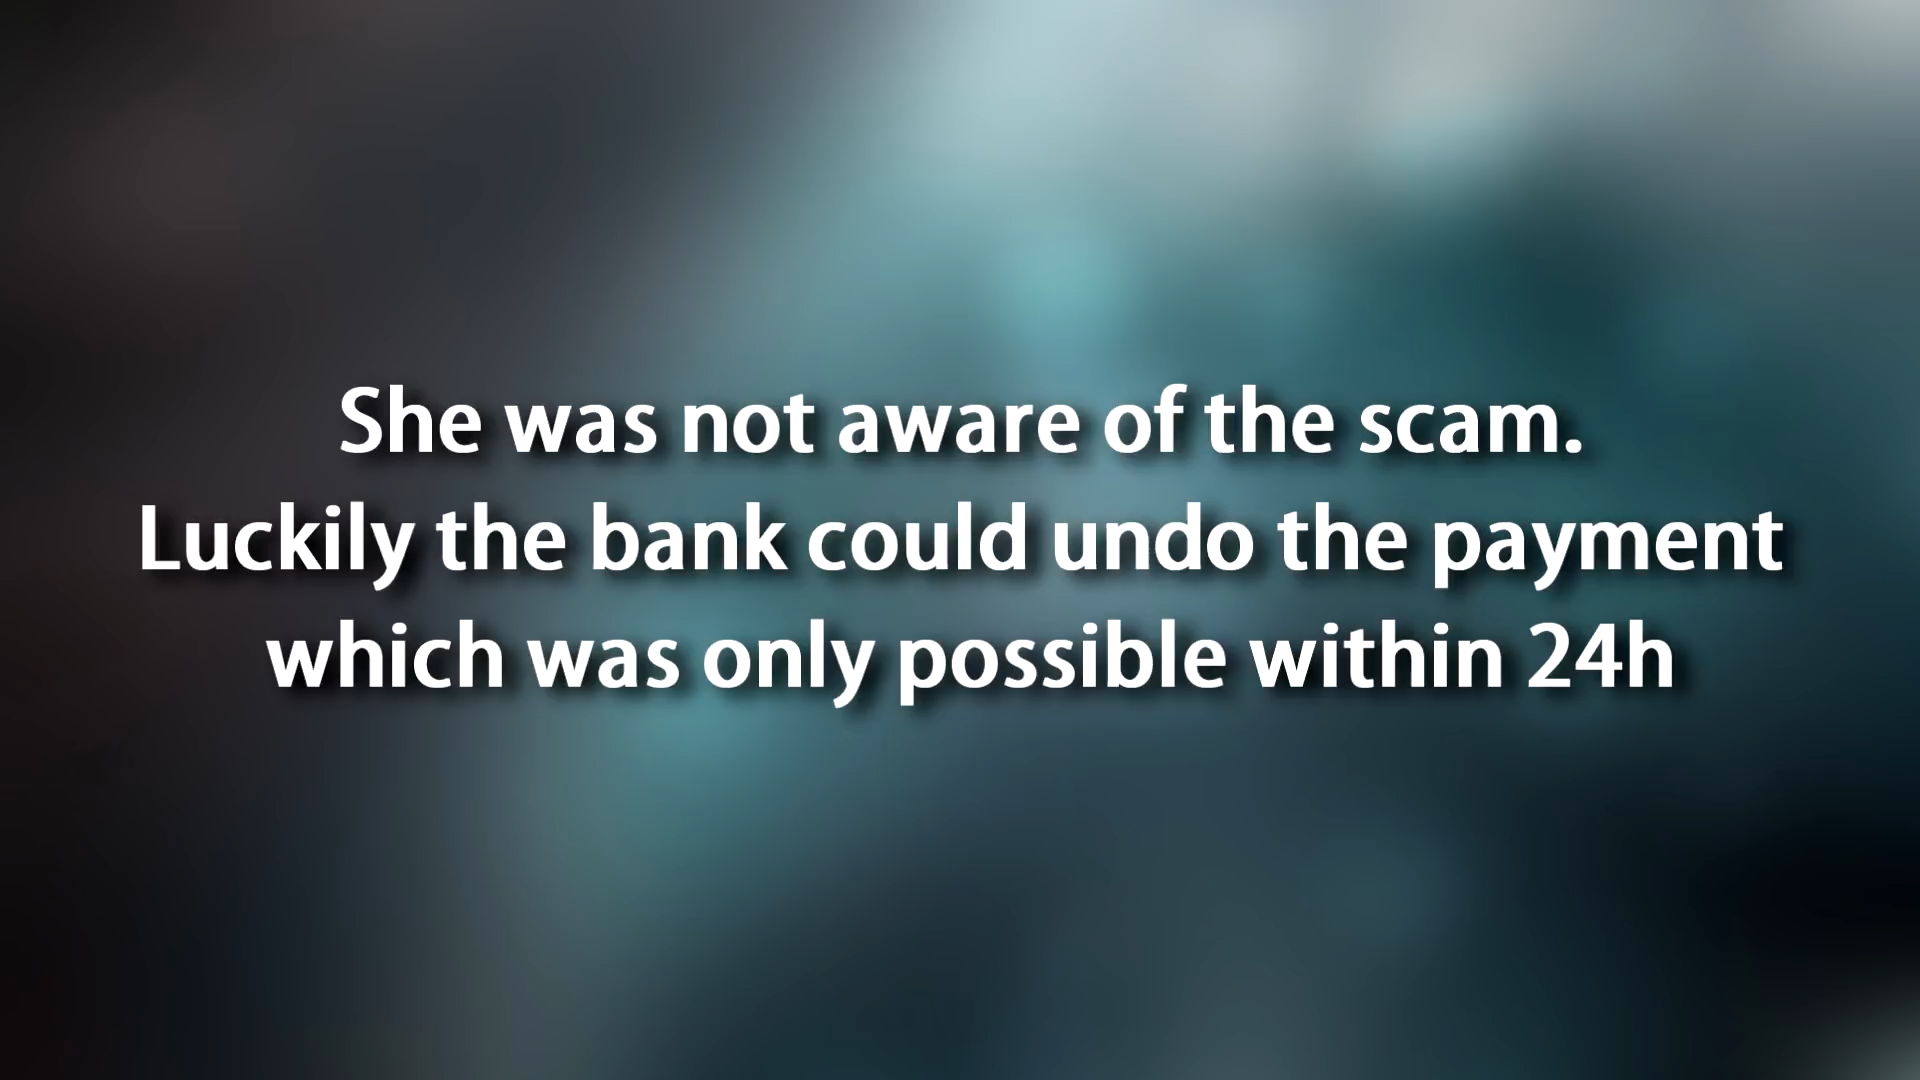 She was not aware of the scam.
Luckily the bank could undo the payment
which was only possible within 24h